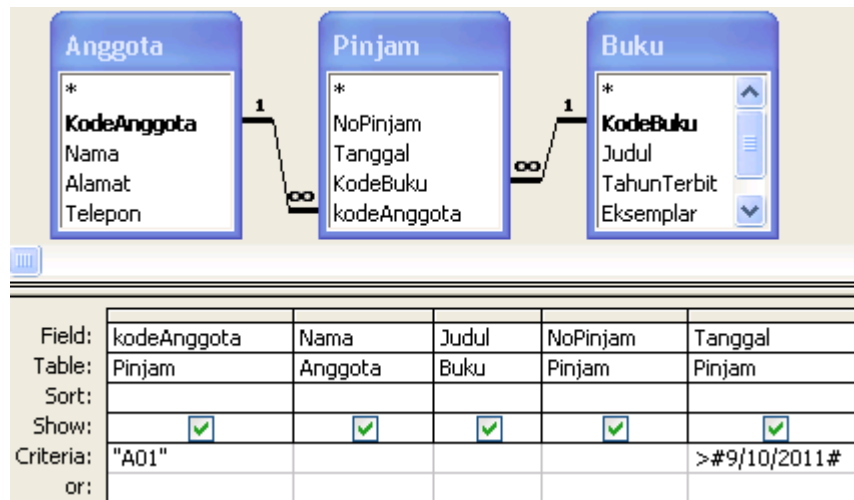 Anggota Pinjam Buku
* * *
KodeAnggota NoPinjam KodeBuku
Nama Tanggal Judul
Alamat KodeBuku TahunTerbit
Telepon kodeAnggota Eksemplar
1 ∞ 1 ∞
Field: kodeAnggota Nama Judul NoPinjam Tanggal
Table: Pinjam Anggota Buku Pinjam Pinjam
Sort:
Show:
Criteria: "A01" >#9/10/2011#
or: